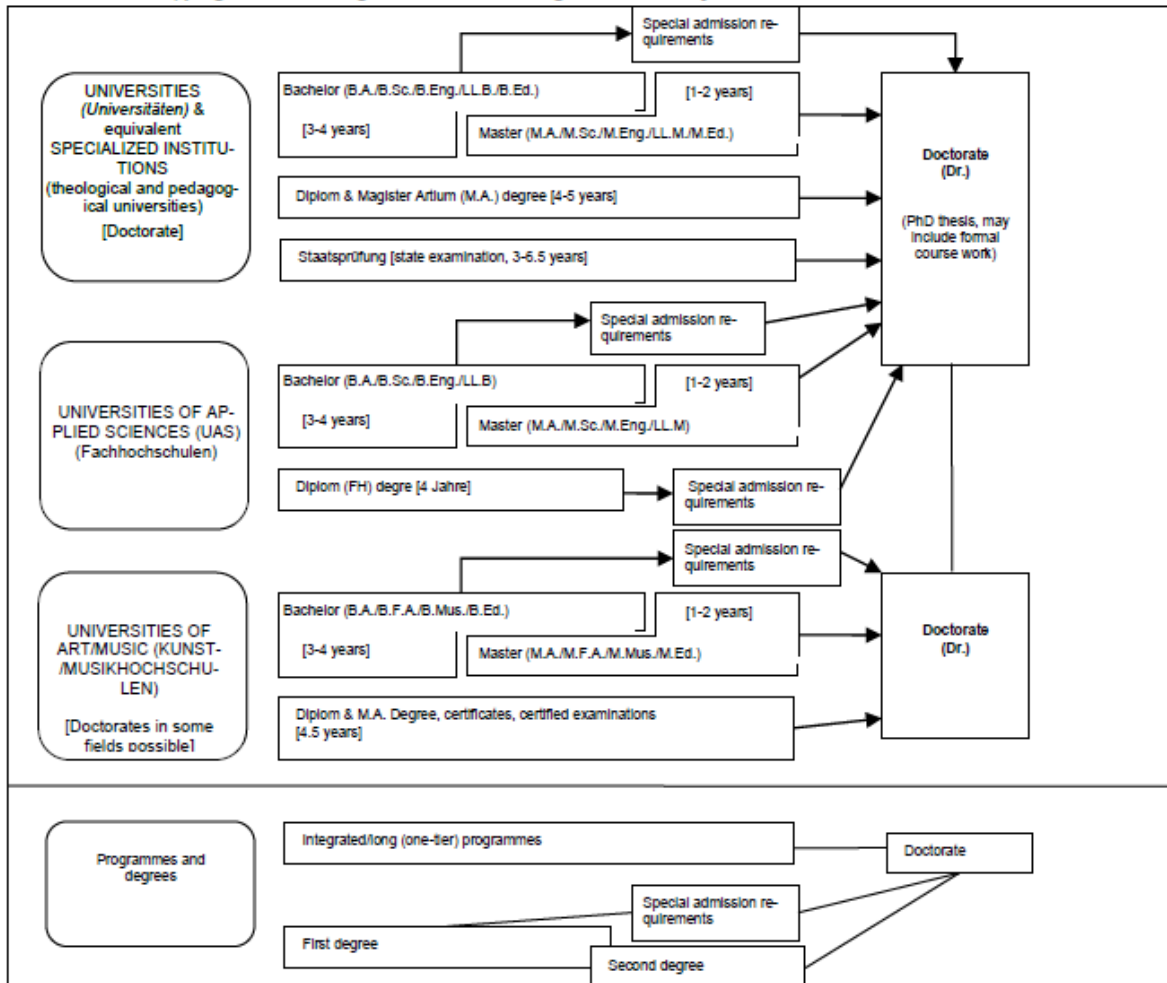 Special admission re-
quirements
UNIVERSITIES
(Universitäten) &
equivalent
SPECIALIZED INSTITU-
TIONS
(theological and pedagog-
ical universities)
[Doctorate]
Bachelor (B.A./B.Sc./B.Eng./LL.B./B.Ed.)
[1-2 years]
[3-4 years]
Master (M.A./M.Sc./M.Eng./LL.M./M.Ed.)
Diplom & Magister Artium (M.A.) degree [4-5 years]
Staatsprüfung [state examination, 3-6.5 years]
Doctorate
(Dr.)
(PhD thesis, may
include formal
course work)
Special admission re-
quirements
UNIVERSITIES OF AP-
PLIED SCIENCES (UAS)
(Fachhochschulen)
Bachelor (B.A./B.Sc./B.Eng./LL.B)
[1-2 years]
[3-4 years]
Master (M.A./M.Sc./M.Eng./LL.M)
Diplom (FH) degre [4 Jahre]
Special admission re-
quirements
Special admission re-
quirements
UNIVERSITIES OF
ART/MUSIC (KUNST-
/MUSIKHOCHSCHU-
LEN)
[Doctorates in some
fields possible]
Bachelor (B.A./B.F.A./B.Mus./B.Ed.)
[1-2 years]
[3-4 years]
Master (M.A./M.F.A./M.Mus./M.Ed.)
Diplom & M.A. Degree, certificates, certified examinations
[4.5 years]
Doctorate
(Dr.)
Programmes and
degrees
Integrated/long (one-tier) programmes
Doctorate
Special admission re-
quirements
First degree
Second degree